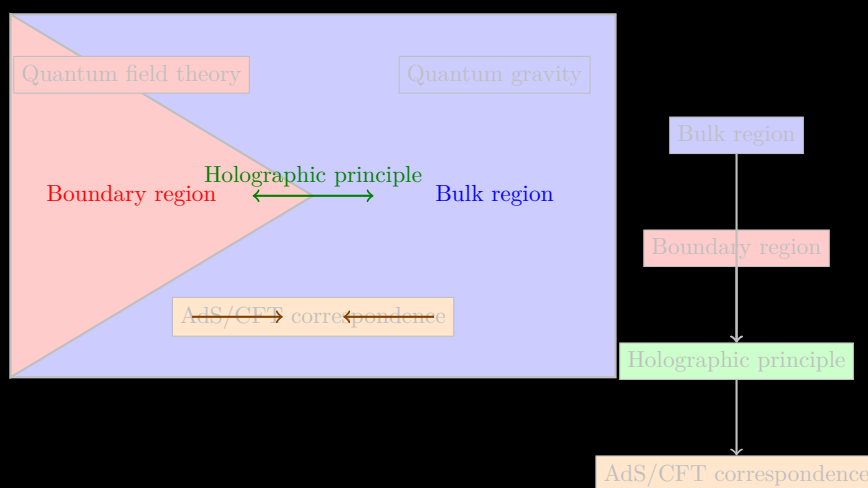 Quantum field theory
Quantum gravity
Holographic principle
Boundary region
Bulk region
AdS/CFT correspondence
Bulk region
Boundary region
Holographic principle
AdS/CFT correspondence